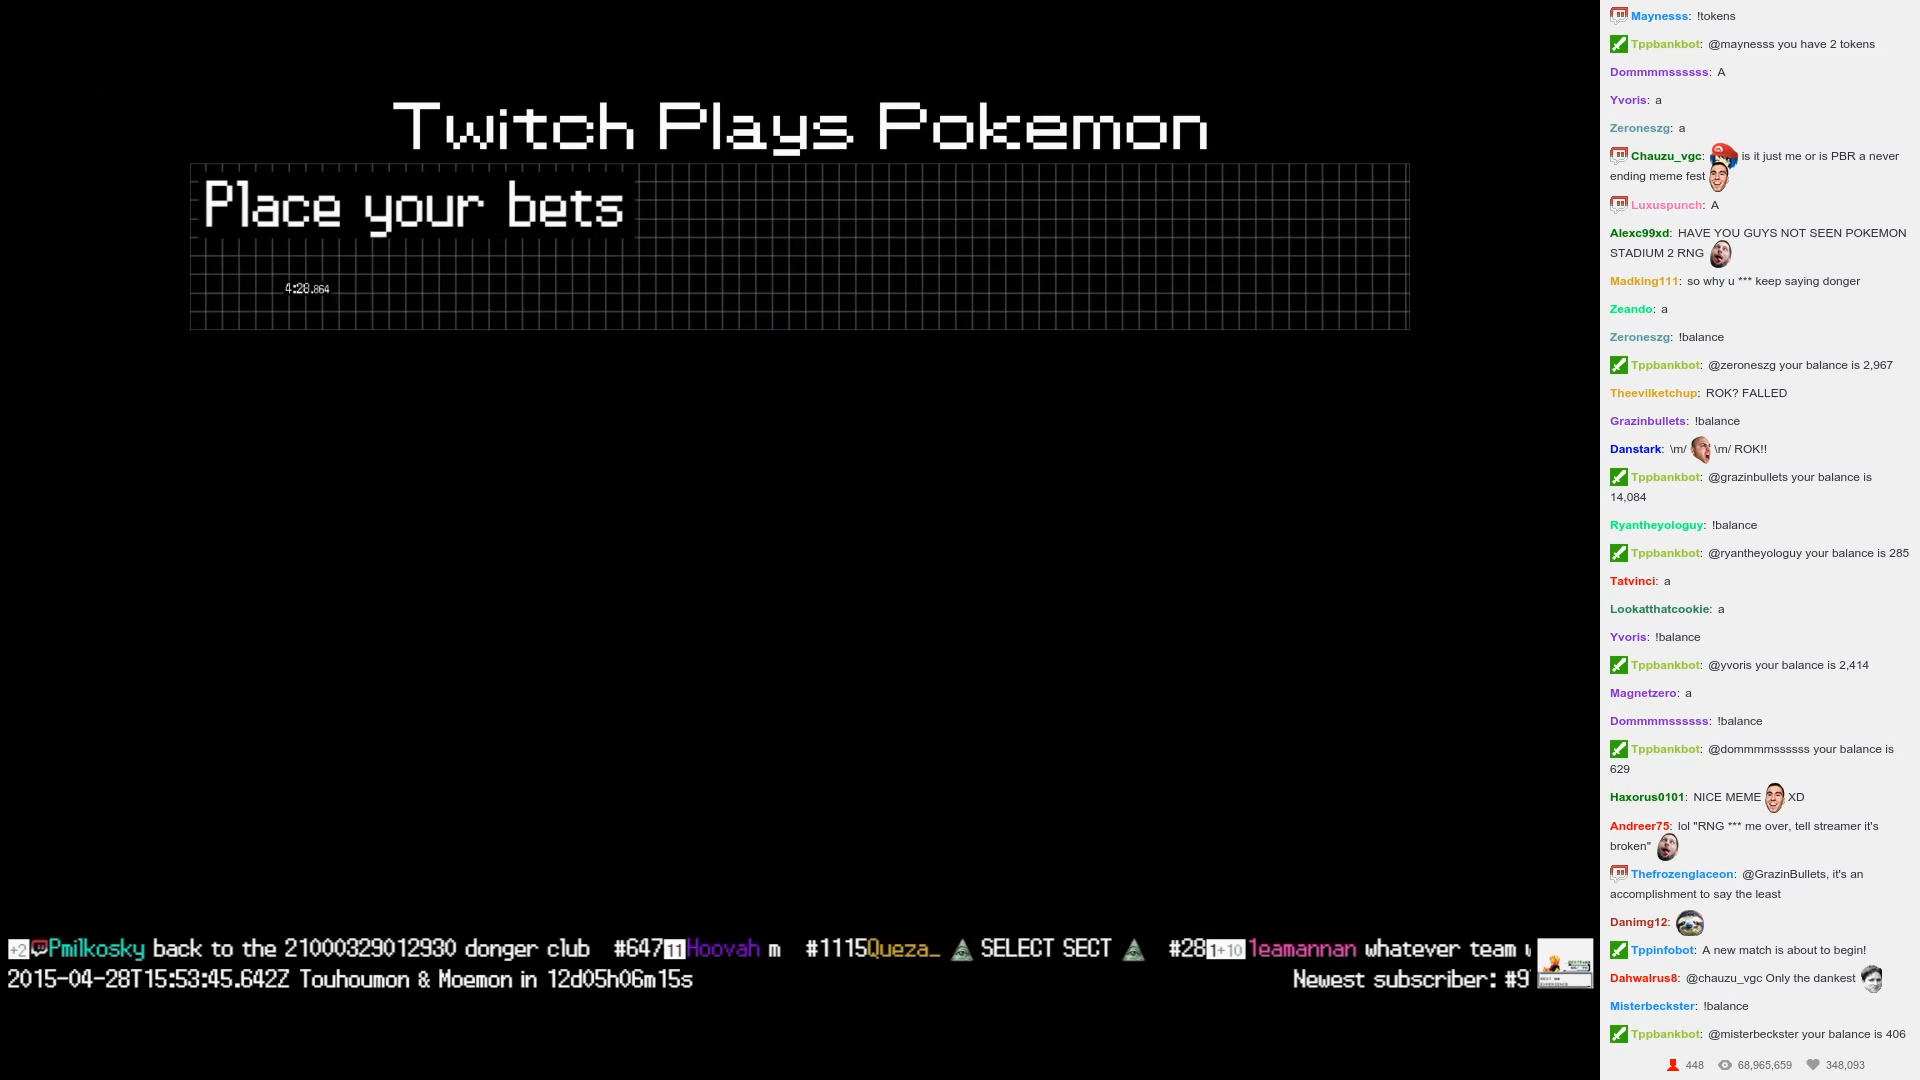 Twitch Plays Pokemon
Place your bets
4:28.864
+2 Pmilkosky back to the 21000329012930 donger club #647 11 Hoovah m #1115 Queza_ SELECT SECT #28 1+10 1eamannan whatever team
2015-04-28T15:53:45.642Z Touhoumon & Moemon in 12d05h06m15s
Newest subscriber: #9
Maynesss: !tokens
Tppbankbot: @maynesss you have 2 tokens
Dommmmssssss: A
Yvoris: a
Zeroneszg: a
Chauzu_vgc: is it just me or is PBR a never
ending meme fest
Luxuspunch: A
Alexc99xd: HAVE YOU GUYS NOT SEEN POKEMON
STADIUM 2 RNG
Madking111: so why u *** keep saying donger
Zeando: a
Zeroneszg: !balance
Tppbankbot: @zeroneszg your balance is 2,967
Theevilketchup: ROK? FALLED
Grazinbullets: !balance
Danstark: \m/ \m/ ROK!!
Tppbankbot: @grazinbullets your balance is
14,084
Ryantheyologuy: !balance
Tppbankbot: @ryantheyologuy your balance is 285
Tatvinci: a
Lookatthatcookie: a
Yvoris: !balance
Tppbankbot: @yvoris your balance is 2,414
Magnetzero: a
Dommmmssssss: !balance
Tppbankbot: @dommmmssssss your balance is
629
Haxorus0101: NICE MEME XD
Andreer75: lol "RNG *** me over, tell streamer it's
broken"
Thefrozenglaceon: @GrazinBullets, it's an
accomplishment to say the least
Danimg12:
Tppinfobot: A new match is about to begin!
Dahwalrus8: @chauzu_vgc Only the dankest
Misterbeckster: !balance
Tppbankbot: @misterbeckster your balance is 406
448 68,965,659 348,093